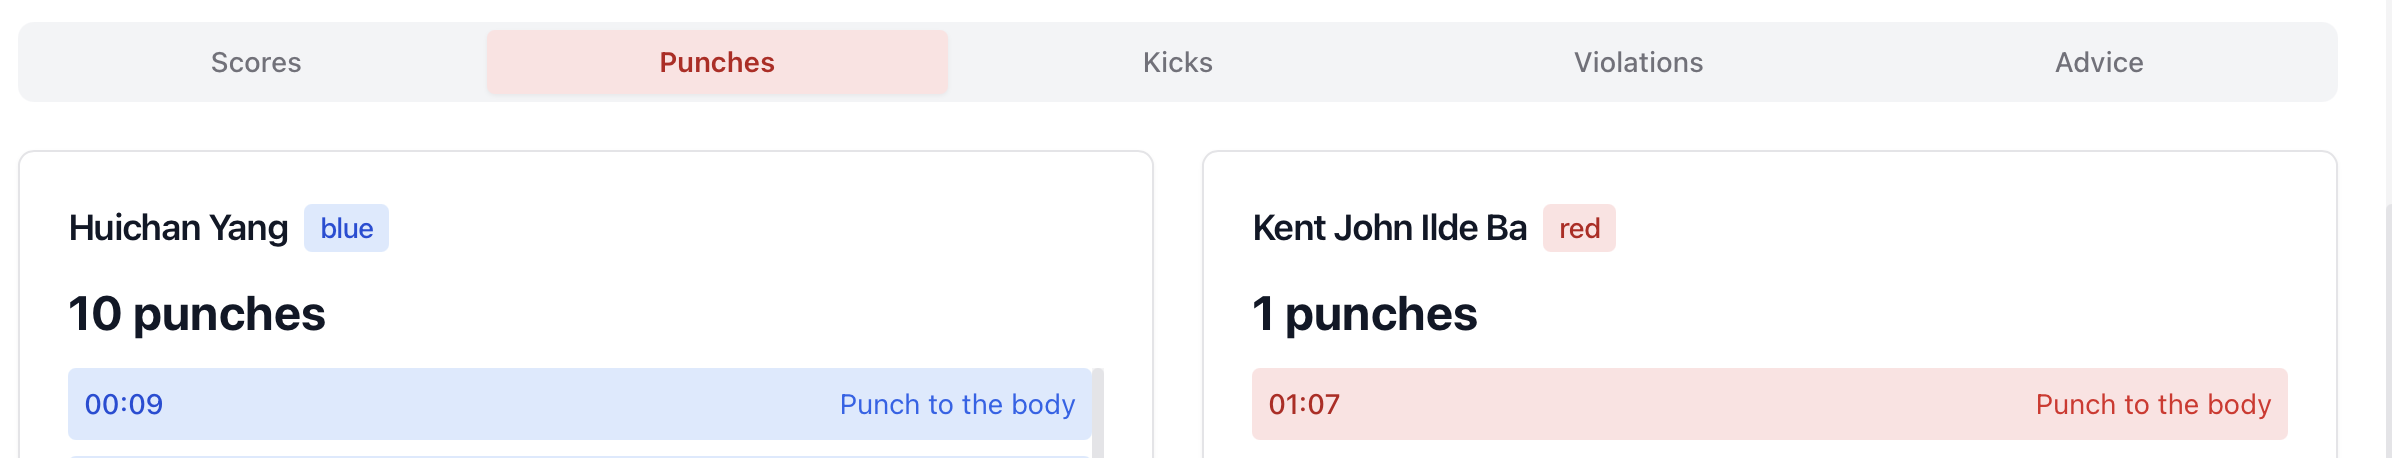 Scores Punches Kicks Violations Advice
Huichan Yang blue
10 punches
00:09 Punch to the body
Kent John Ilde Ba red
1 punches
01:07 Punch to the body